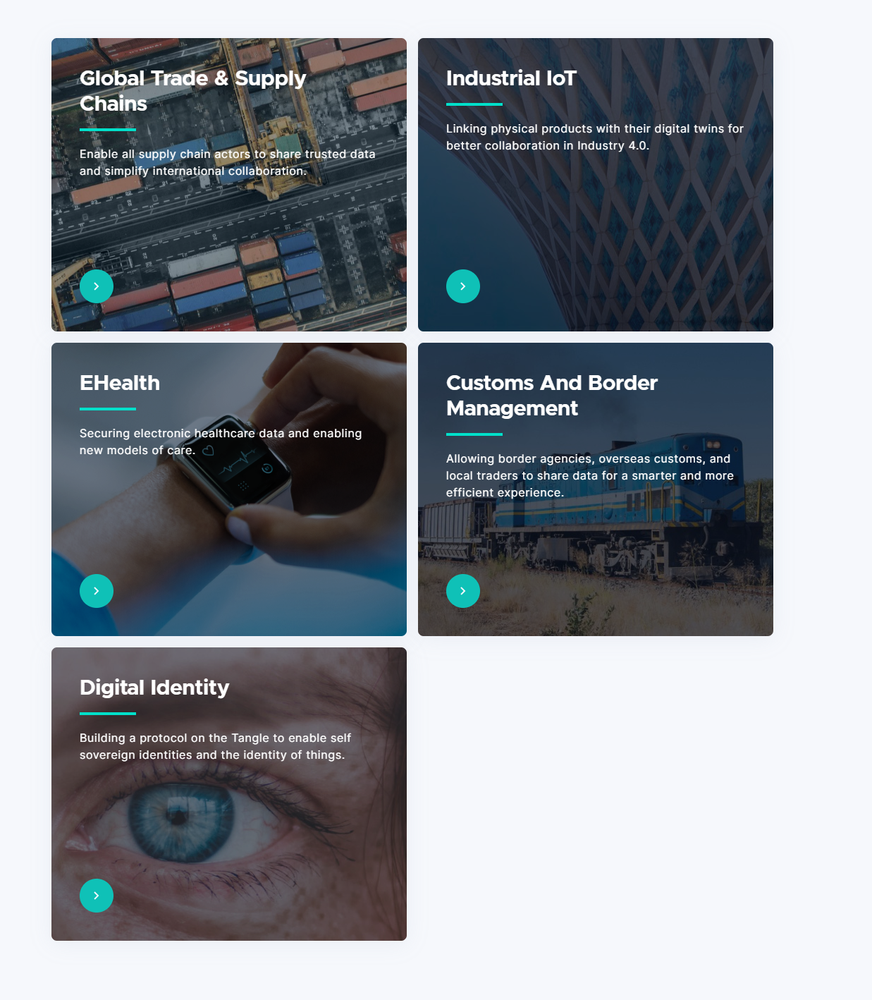 Global Trade & Supply
Chains
Enable all supply chain actors to share trusted data
and simplify international collaboration.
Industrial IoT
Linking physical products with their digital twins for
better collaboration in Industry 4.0.
EHealth
Securing electronic healthcare data and enabling
new models of care.
Customs And Border
Management
Allowing border agencies, overseas customs, and
local traders to share data for a smarter and more
efficient experience.
Digital Identity
Building a protocol on the Tangle to enable self
sovereign identities and the identity of things.